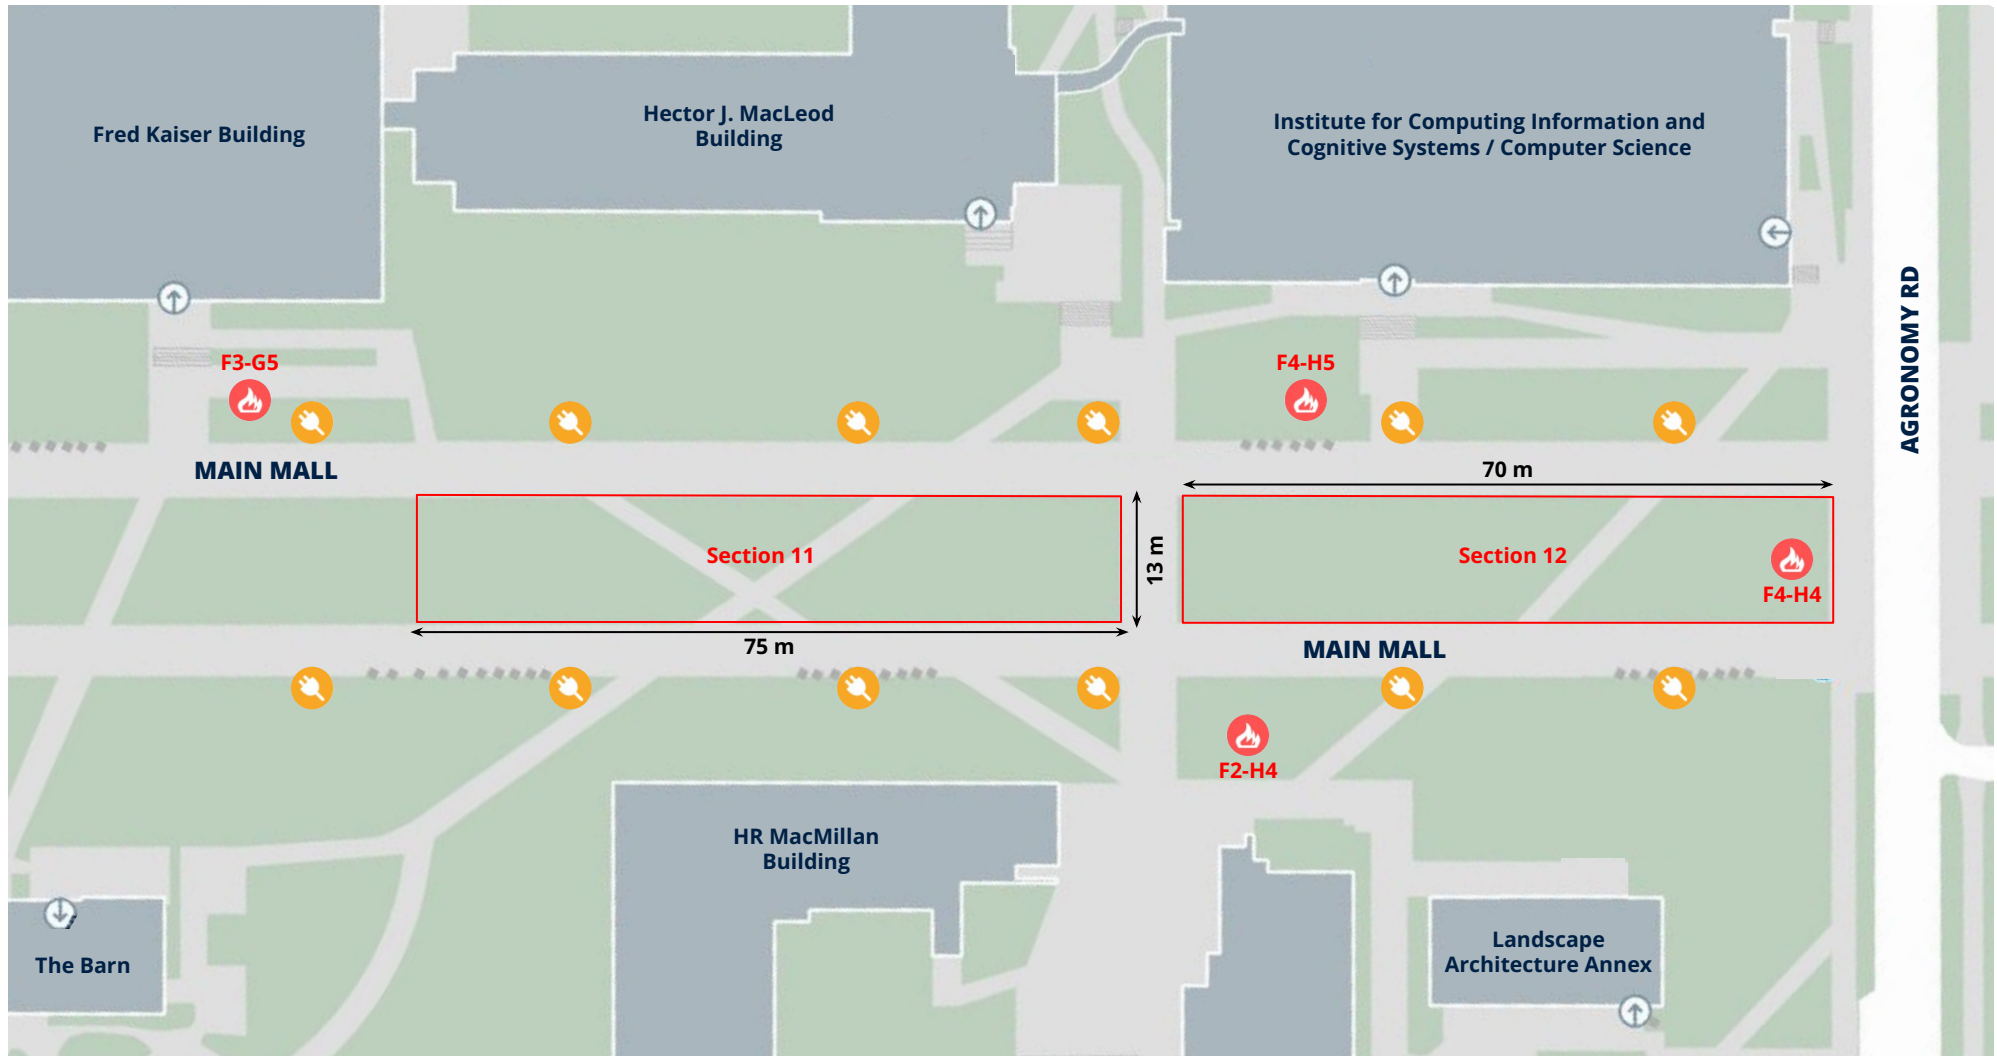 Fred Kaiser Building
Hector J. MacLeod
Building
Institute for Computing Information and
Cognitive Systems / Computer Science
AGRONOMY RD
F3-G5
F4-H5
MAIN MALL
70 m
Section 11
13 m
Section 12
F4-H4
75 m
MAIN MALL
F2-H4
HR MacMillan
Building
The Barn
Landscape
Architecture Annex